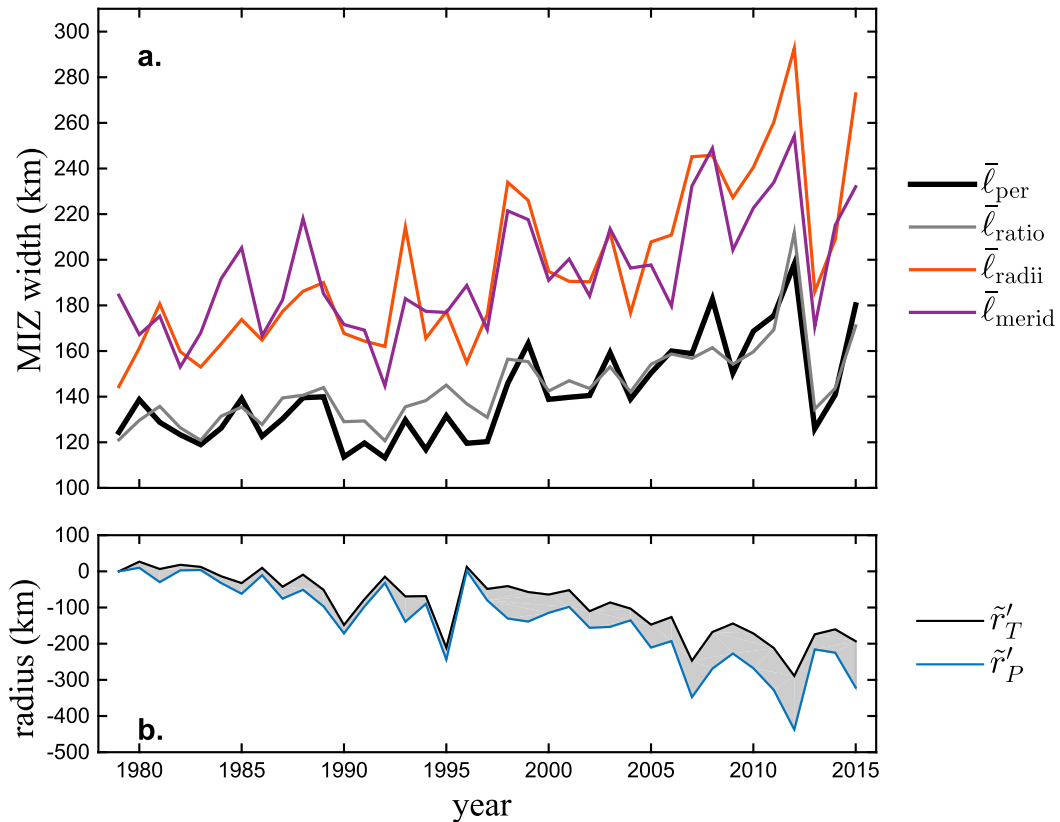 a.
300
280
260
240
220
200
180
160
140
120
100
MIZ width (km)
ℓ̄per
ℓ̄ratio
ℓ̄radii
ℓ̄merid
100
0
-100
-200
-300
-400
-500
radius (km)
b.
r̃′T
r̃′P
1980 1985 1990 1995 2000 2005 2010 2015
year